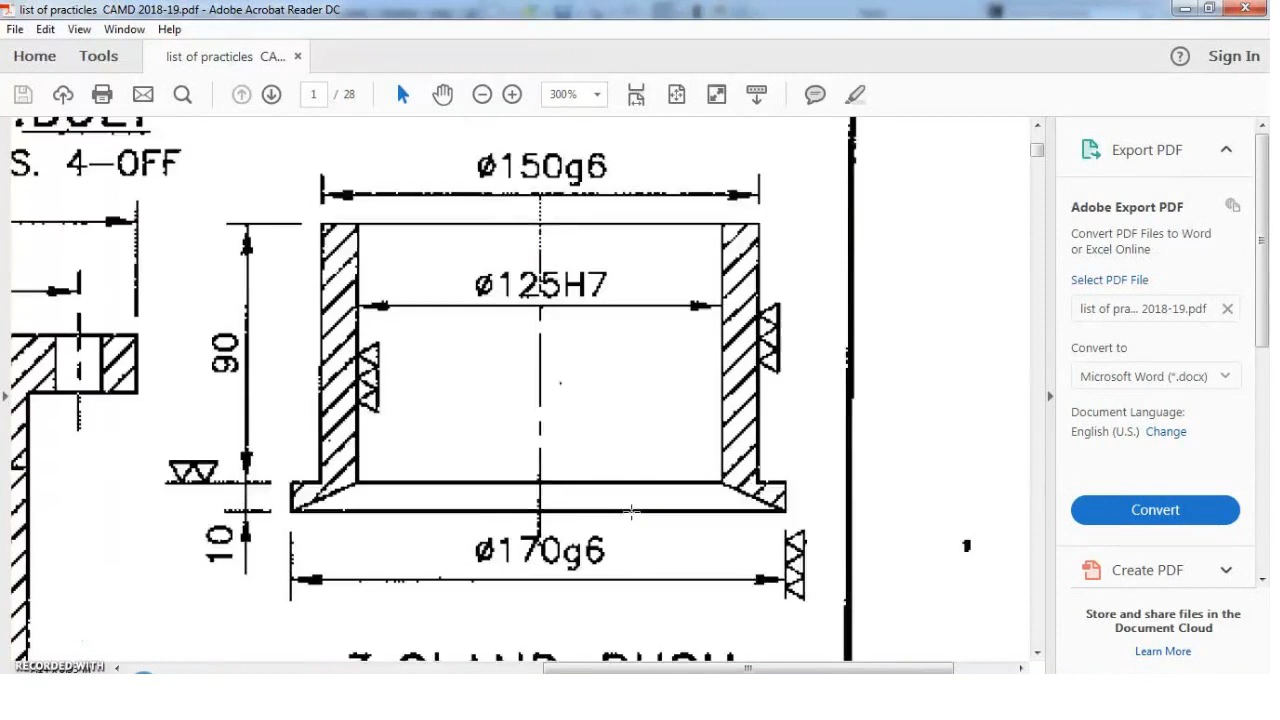 list of practicles CAMD 2018-19.pdf - Adobe Acrobat Reader DC
File Edit View Window Help
Home Tools list of practicles CA... × Sign In
1 / 28 300%
S. 4-OFF
ø150g6
ø125H7
90
10
ø170g6
Export PDF
Adobe Export PDF
Convert PDF Files to Word
or Excel Online
Select PDF File
list of pra... 2018-19.pdf ×
Convert to
Microsoft Word (*.docx)
Document Language:
English (U.S.) Change
Convert
Create PDF
Store and share files in the
Document Cloud
Learn More
RECORDED WITH